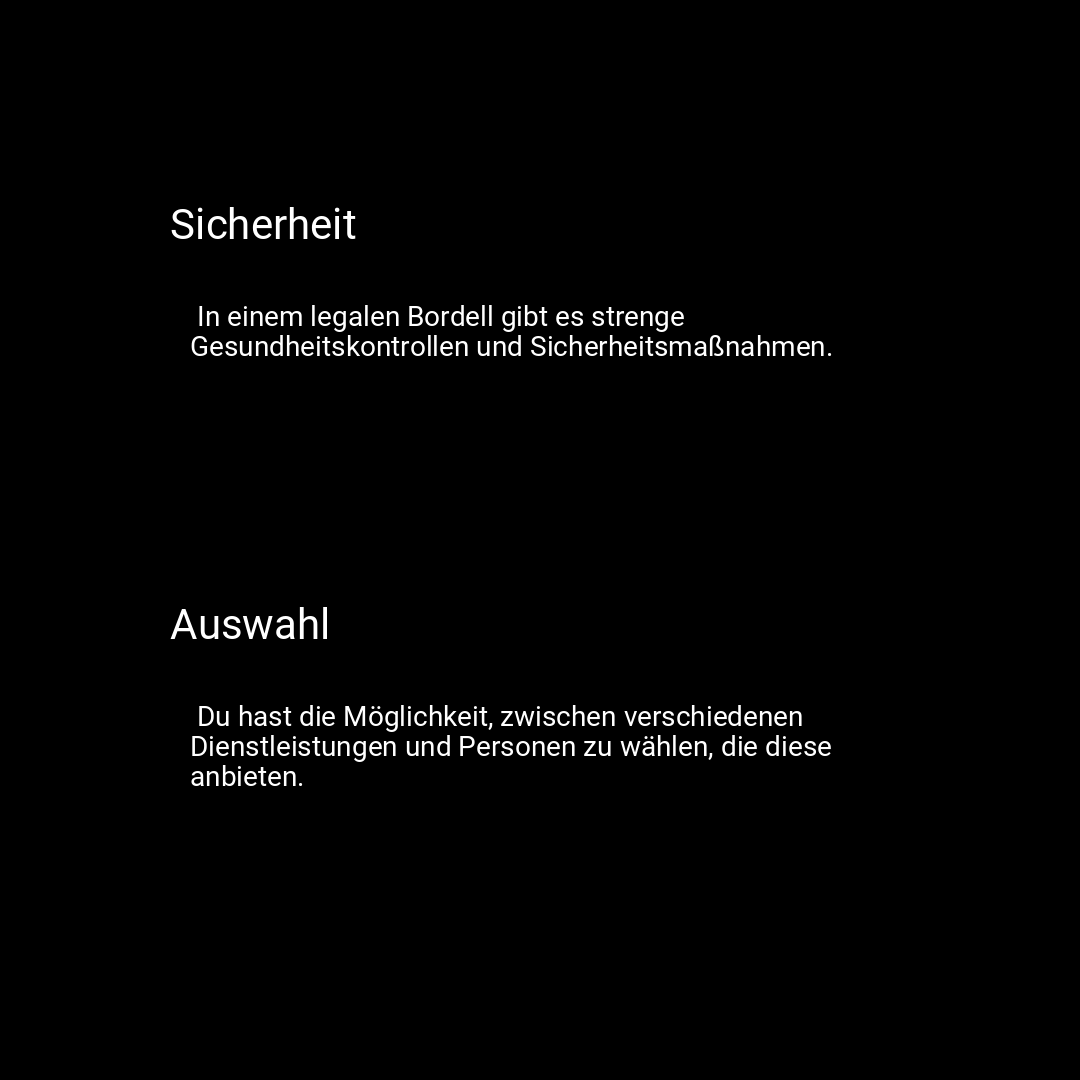 Sicherheit
In einem legalen Bordell gibt es strenge
Gesundheitskontrollen und Sicherheitsmaßnahmen.
Auswahl
Du hast die Möglichkeit, zwischen verschiedenen
Dienstleistungen und Personen zu wählen, die diese
anbieten.